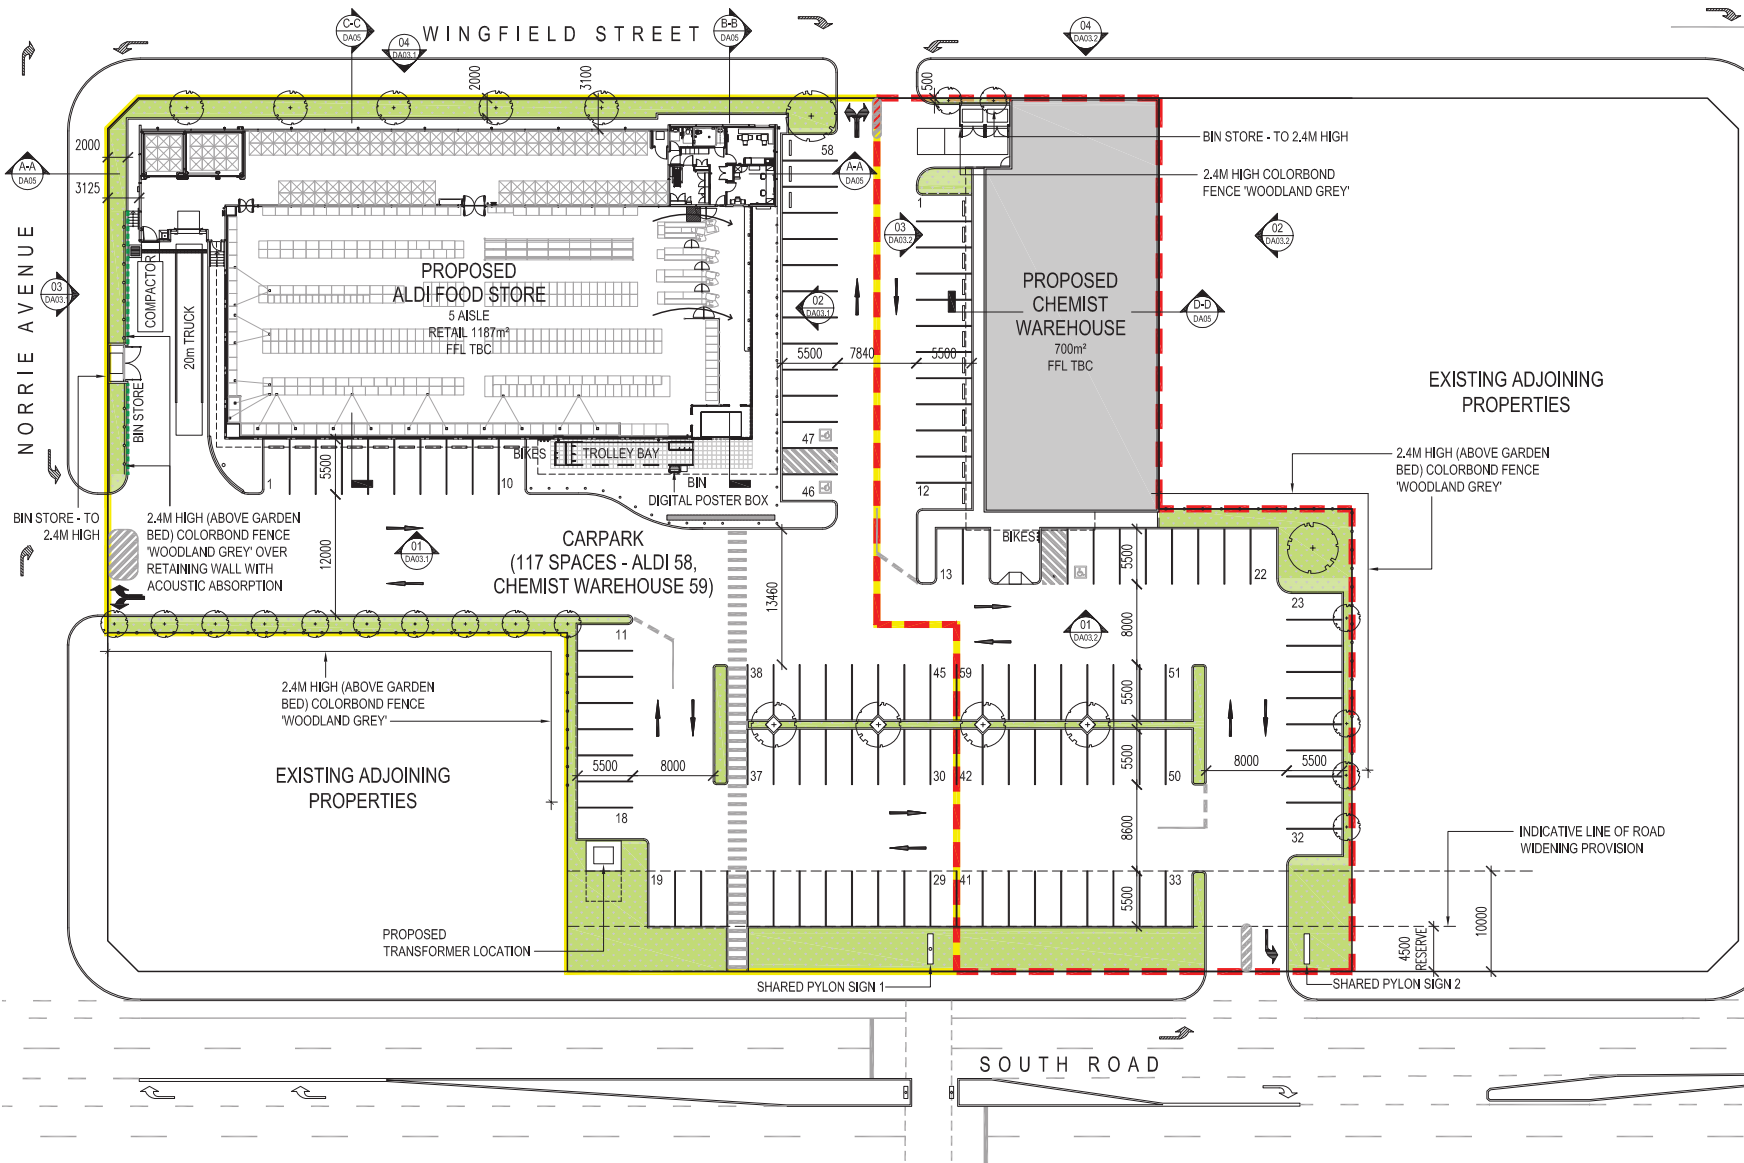 WINGFIELD STREET
C-C
DA05
04
DA03.1
B-B
DA05
04
DA03.2
2000
3100
500
2000
3125
A-A
DA05
A-A
DA05
58
BIN STORE - TO 2.4M HIGH
2.4M HIGH COLORBOND
FENCE 'WOODLAND GREY'
1
03
DA03.2
02
DA03.2
NORRIE AVENUE
03
DA03.1
COMPACTOR
20m TRUCK
BIN STORE
PROPOSED
ALDI FOOD STORE
5 AISLE
RETAIL 1187m²
FFL TBC
02
DA03.1
5500
7840
5500
PROPOSED
CHEMIST
WAREHOUSE
700m²
FFL TBC
D-D
DA05
EXISTING ADJOINING
PROPERTIES
47
46
12
BIKES
TROLLEY BAY
BIN
DIGITAL POSTER BOX
1
5500
10
2.4M HIGH (ABOVE GARDEN
BED) COLORBOND FENCE
'WOODLAND GREY'
BIN STORE - TO
2.4M HIGH
2.4M HIGH (ABOVE GARDEN
BED) COLORBOND FENCE
'WOODLAND GREY' OVER
RETAINING WALL WITH
ACOUSTIC ABSORPTION
12000
01
DA03.1
CARPARK
(117 SPACES - ALDI 58,
CHEMIST WAREHOUSE 59)
13460
BIKES
13
5500
22
23
8000
01
DA03.2
11
38
45
59
51
5500
2.4M HIGH (ABOVE GARDEN
BED) COLORBOND FENCE
'WOODLAND GREY'
EXISTING ADJOINING
PROPERTIES
5500
8000
37
30
42
5500
50
8000
5500
18
8600
32
INDICATIVE LINE OF ROAD
WIDENING PROVISION
19
29
41
33
5500
10000
4500
RESERVE
PROPOSED
TRANSFORMER LOCATION
SHARED PYLON SIGN 1
SHARED PYLON SIGN 2
SOUTH ROAD